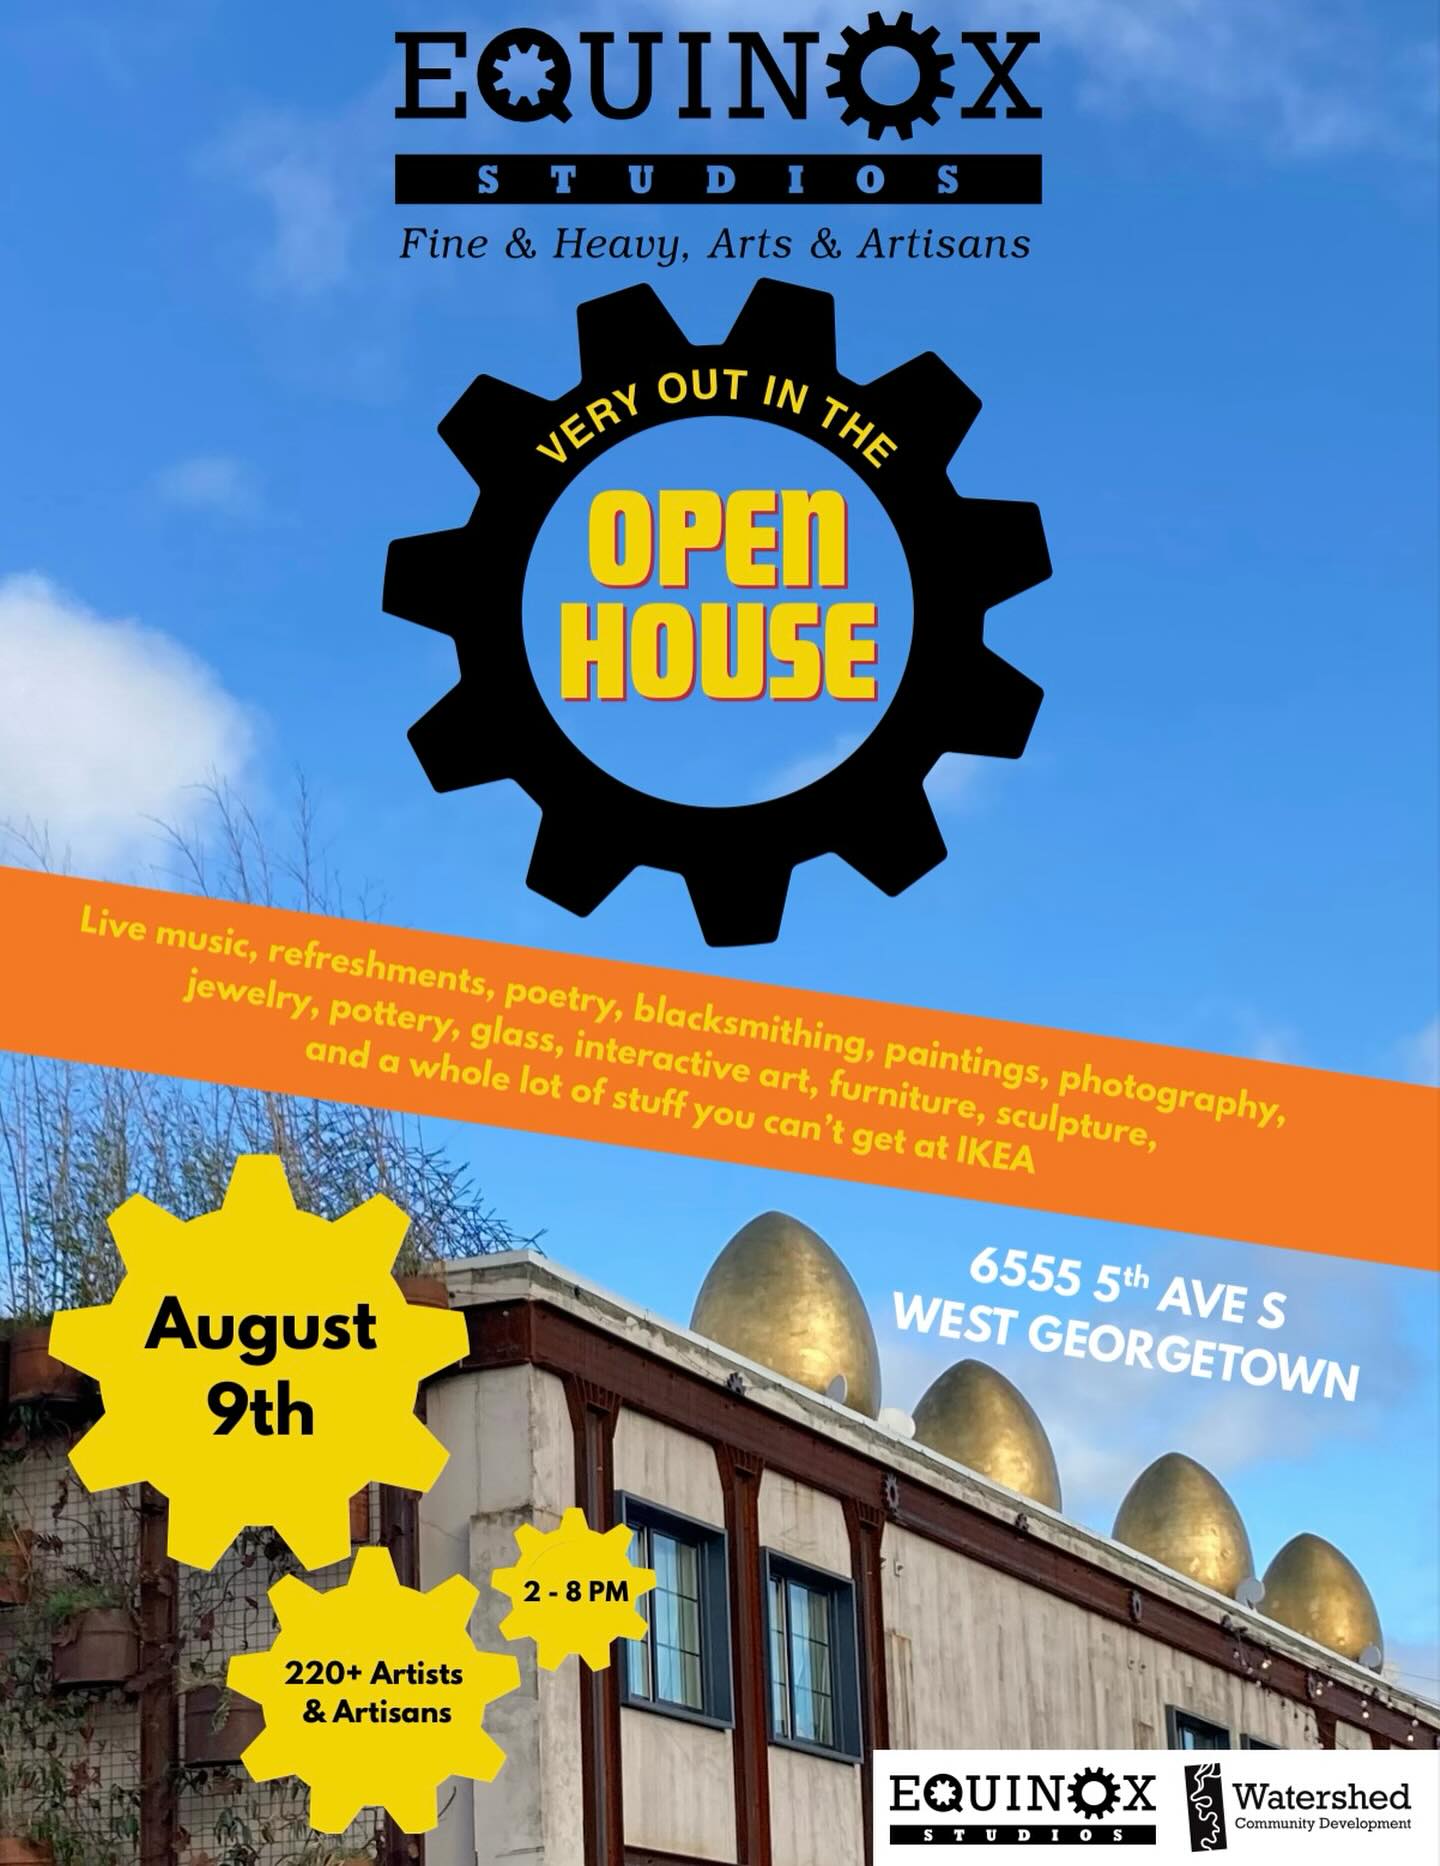 EQUINOX
STUDIOS
Fine & Heavy, Arts & Artisans
VERY OUT IN THE
OPEN
HOUSE
Live music, refreshments, poetry, blacksmithing, paintings, photography,
jewelry, pottery, glass, interactive art, furniture, sculpture,
and a whole lot of stuff you can't get at IKEA
6555 5th AVE S
WEST GEORGETOWN
August
9th
2 - 8 PM
220+ Artists
& Artisans
EQUINOX
STUDIOS
Watershed
Community Development